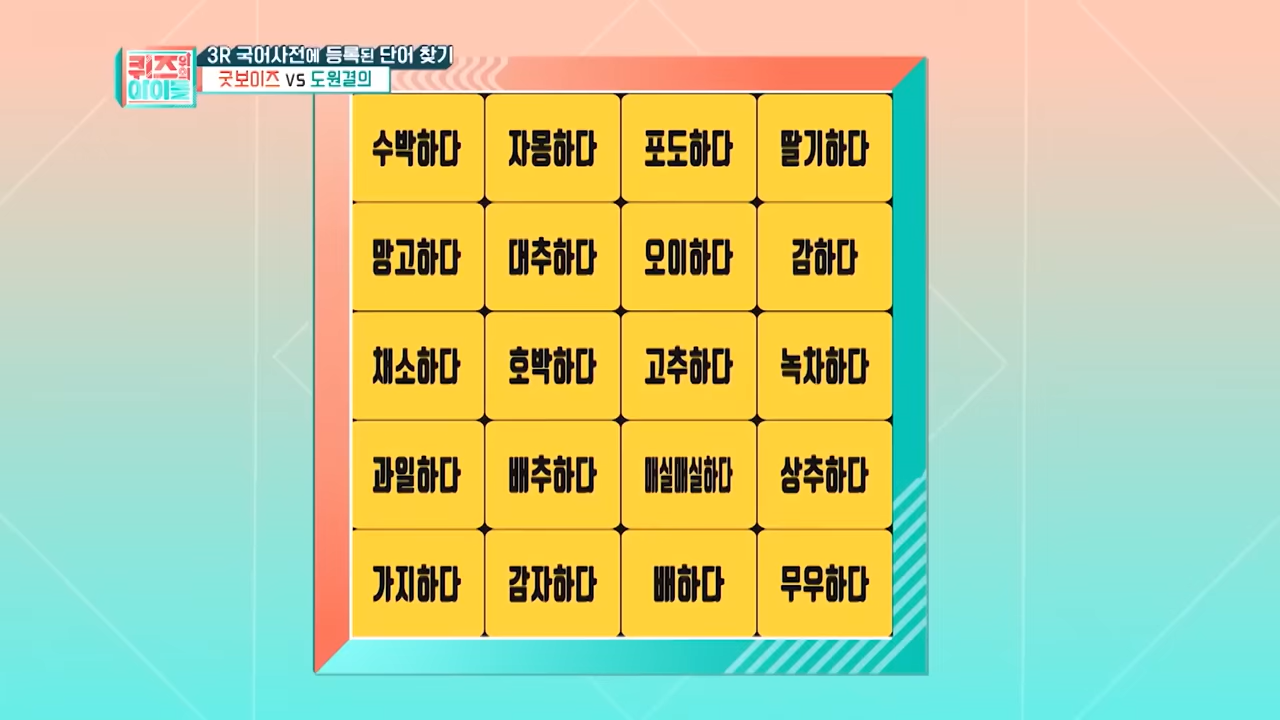 3R 국어사전에 등록된 단어 찾기
퀴즈와
아이돌
굿보이즈 VS 도원결의
수박하다 자몽하다 포도하다 딸기하다
망고하다 대추하다 오이하다 감하다
채소하다 호박하다 고추하다 녹차하다
과일하다 배추하다 매실매실하다 상추하다
가지하다 감자하다 배하다 무우하다